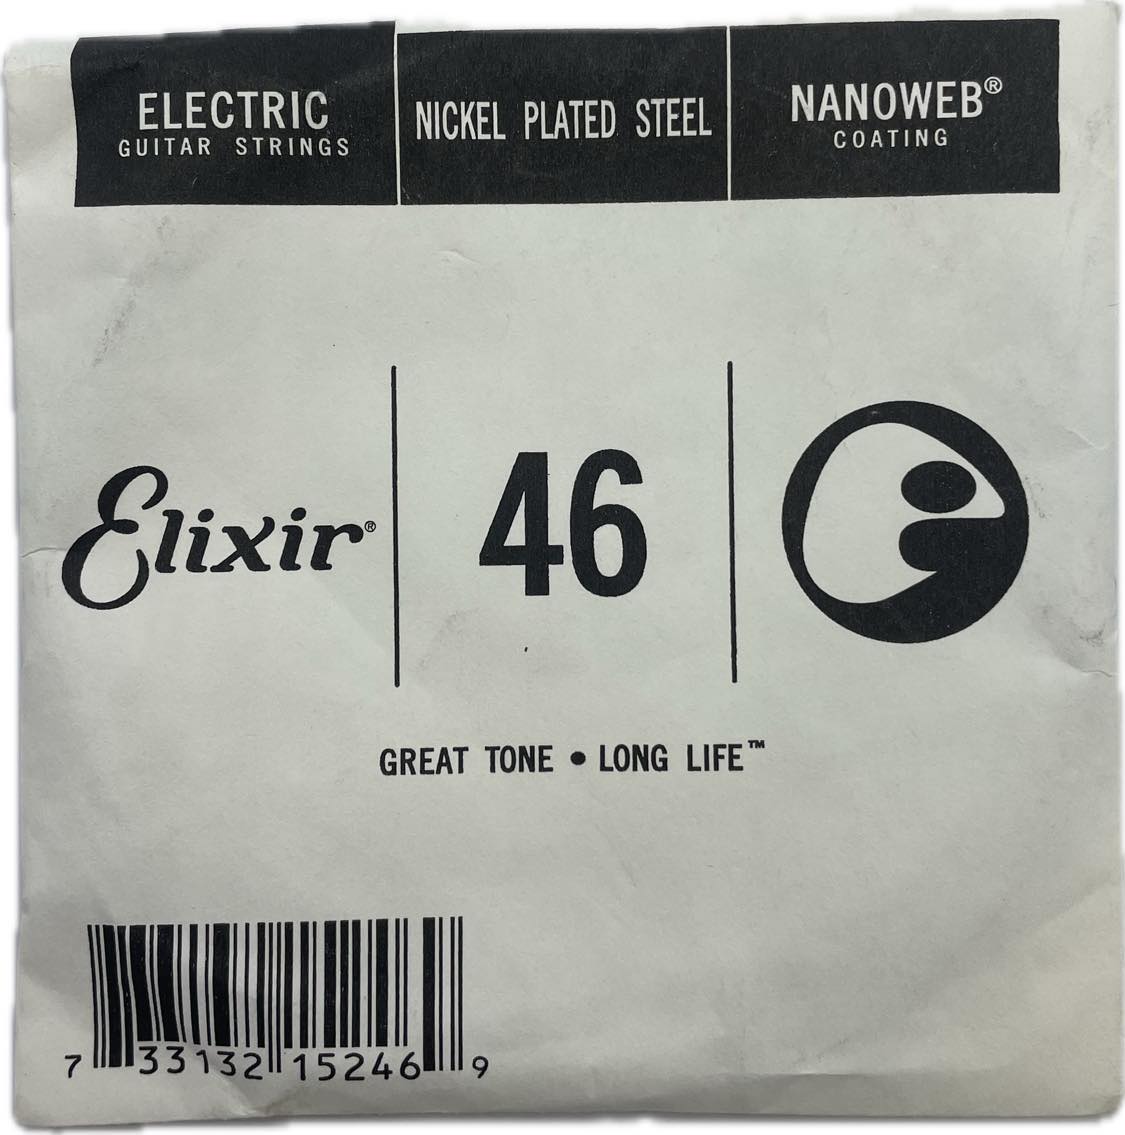 ELECTRIC
GUITAR STRINGS
NICKEL PLATED STEEL
NANOWEB®
COATING
Elixir®
46
GREAT TONE • LONG LIFE™
7 33132 15246 9